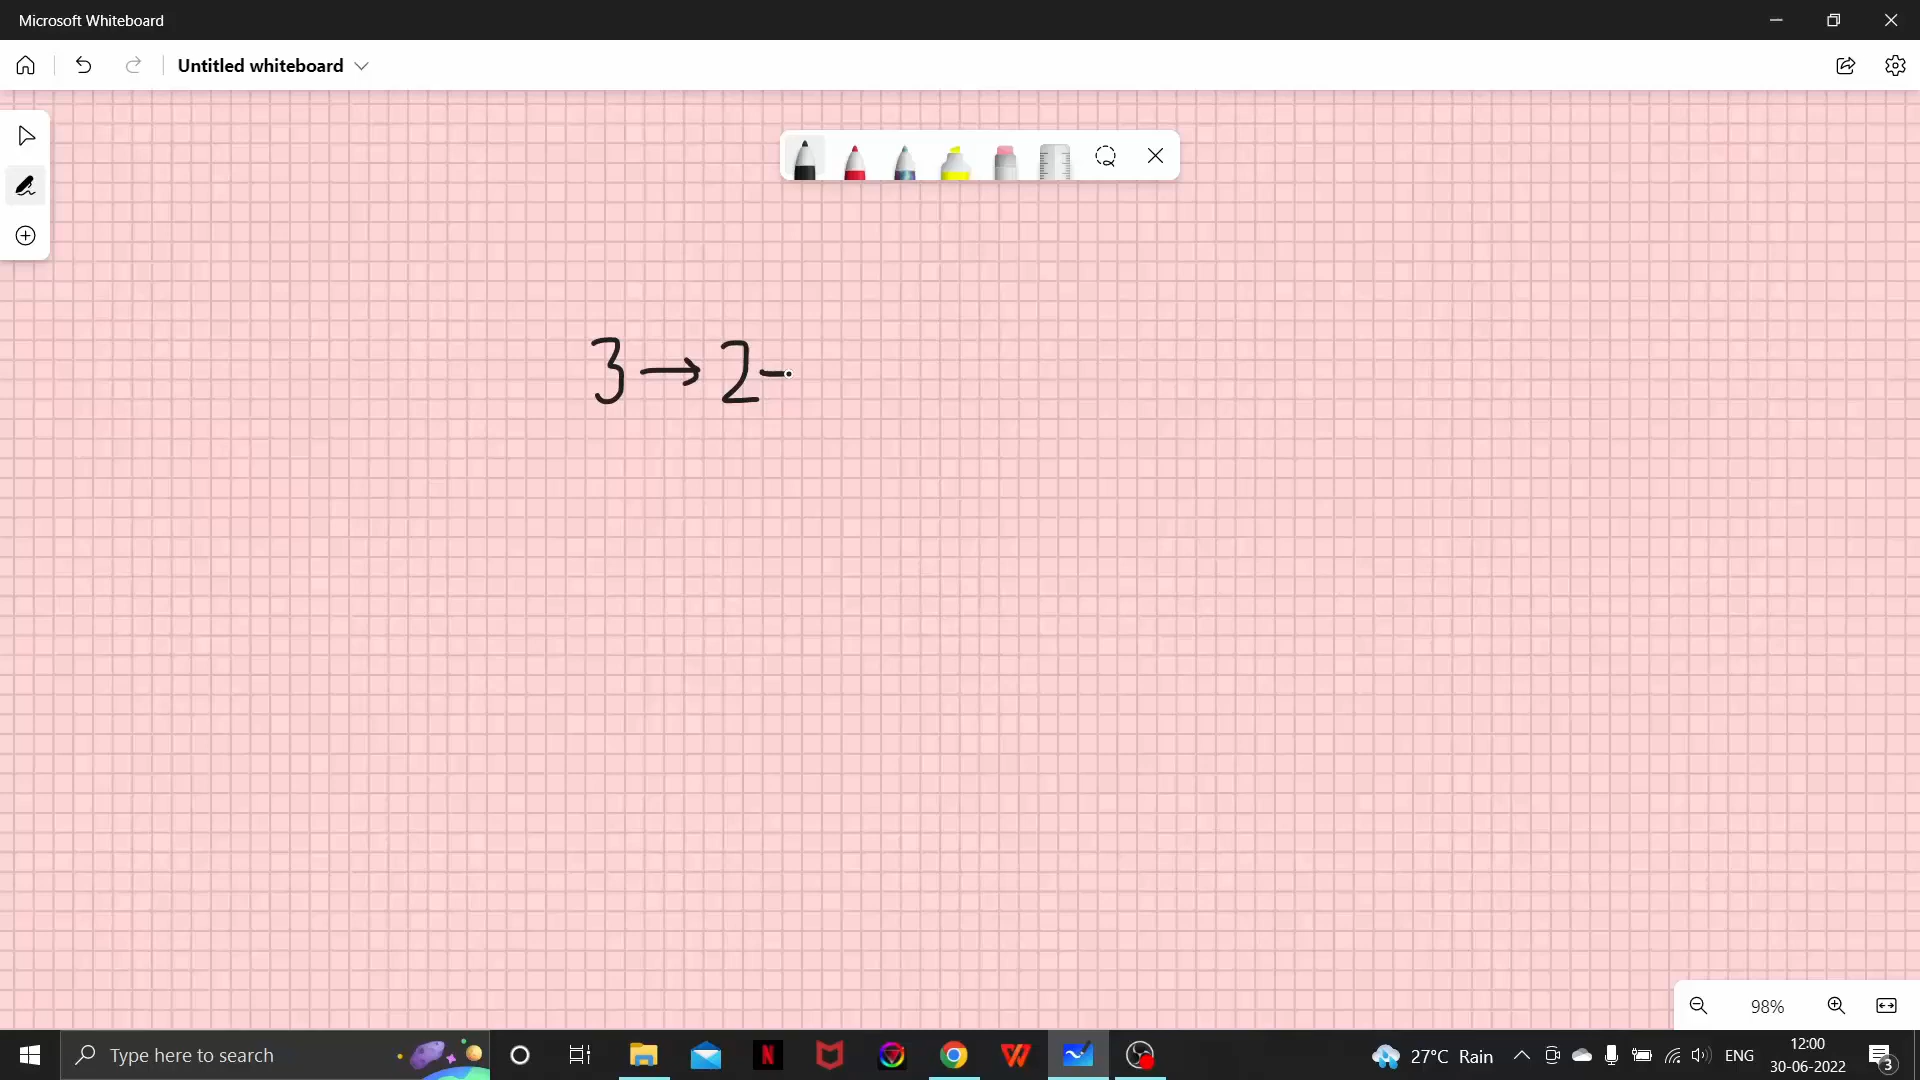 Microsoft Whiteboard
Untitled whiteboard
3 → 2 -
98%
Type here to search
27°C Rain
ENG
12:00
30-06-2022
3